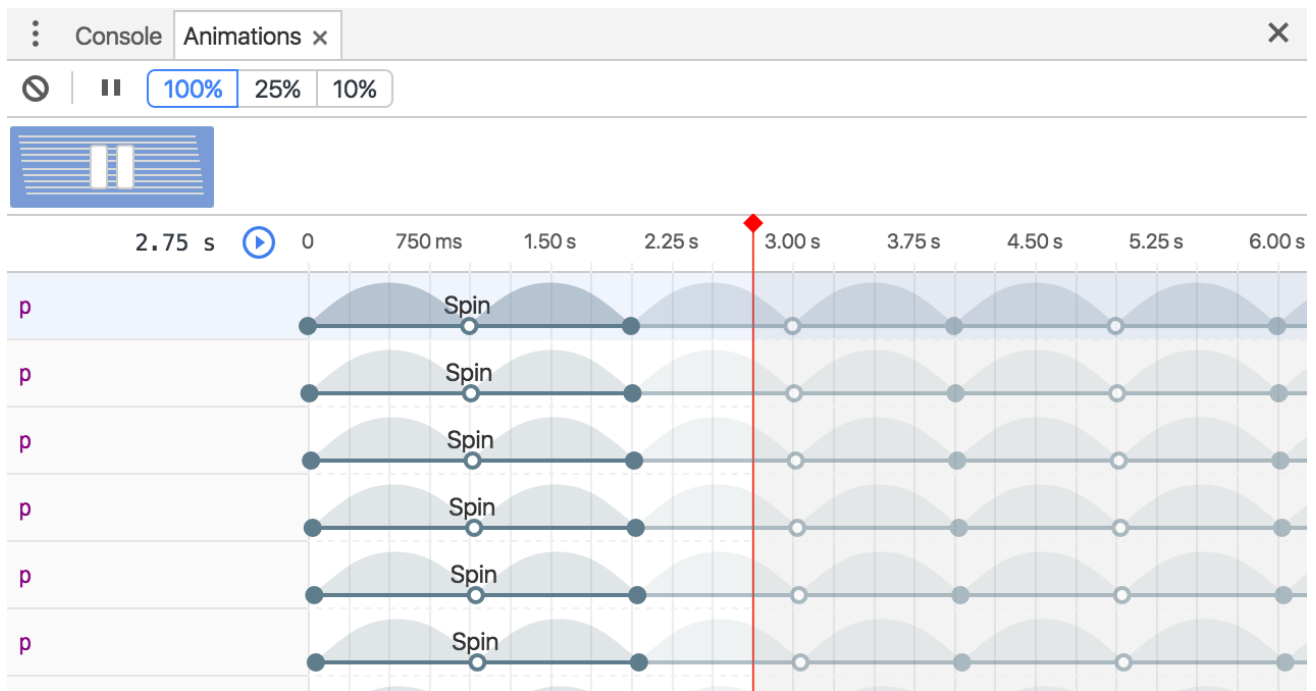 Console Animations ×
100% 25% 10%
2.75 s 0 750 ms 1.50 s 2.25 s 3.00 s 3.75 s 4.50 s 5.25 s 6.00 s
p Spin
p Spin
p Spin
p Spin
p Spin
p Spin